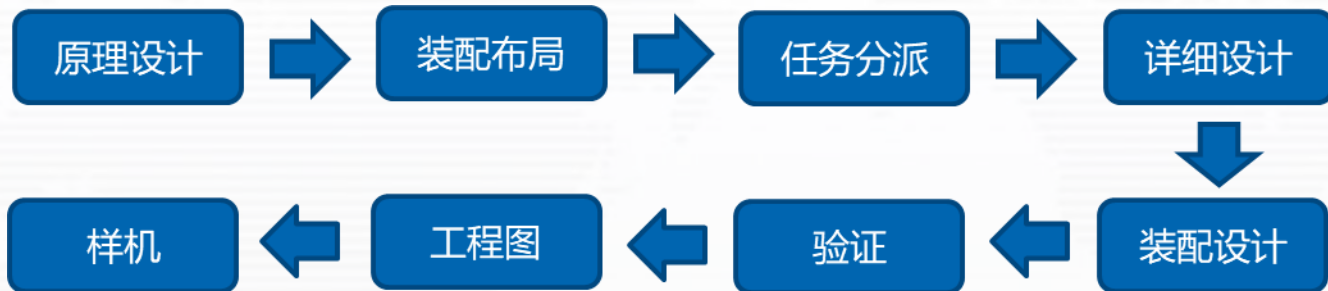 原理设计
装配布局
任务分派
详细设计
装配设计
验证
工程图
样机